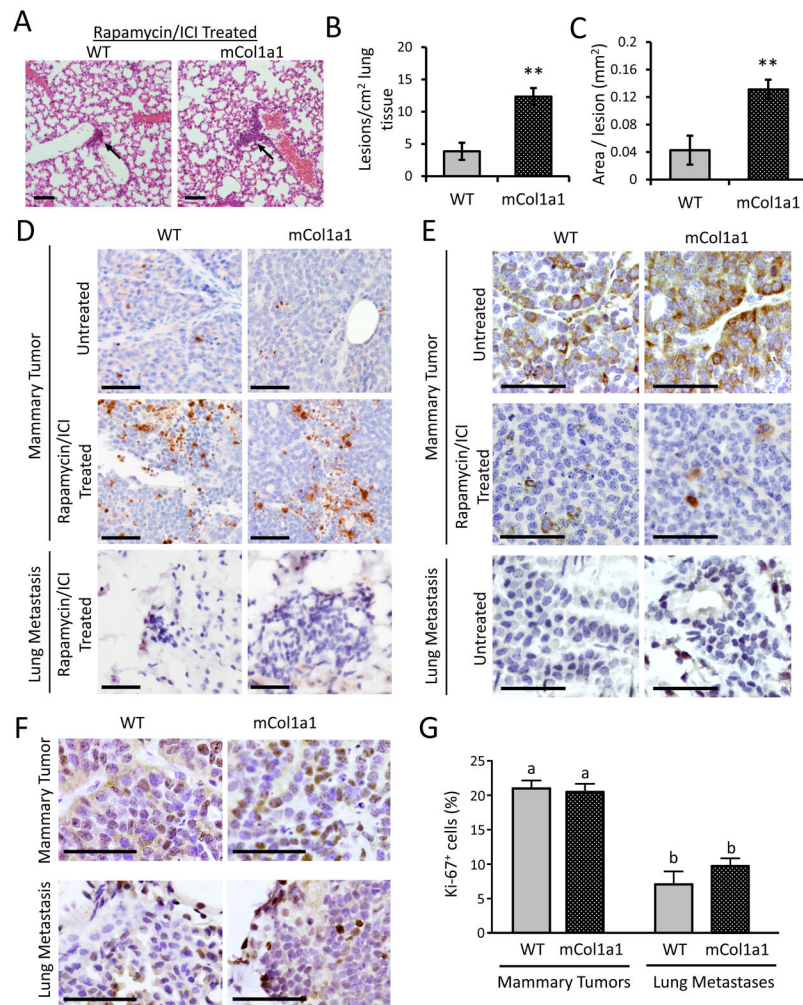 A
Rapamycin/ICI Treated
WT
mCol1a1
B
Lesions/cm² lung
tissue
20
15
10
5
0
**
WT
mCol1a1
C
Area / lesion (mm²)
0.2
0.16
0.12
0.08
0.04
0
**
WT
mCol1a1
D
WT
mCol1a1
Mammary Tumor
Untreated
Rapamycin/ICI
Treated
Lung Metastasis
Rapamycin/ICI
Treated
E
WT
mCol1a1
Mammary Tumor
Untreated
Rapamycin/ICI
Treated
Lung Metastasis
Untreated
F
WT
mCol1a1
Mammary Tumor
Lung Metastasis
G
Ki-67⁺ cells (%)
25
20
15
10
5
0
a
a
b
b
WT
mCol1a1
WT
mCol1a1
Mammary Tumors
Lung Metastases